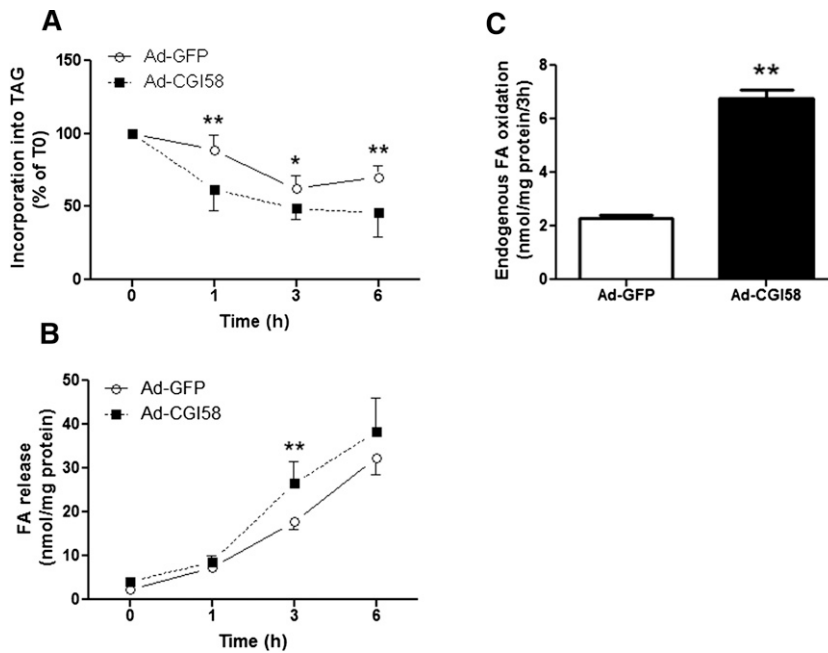 A
Incorporation into TAG
(% of T0)
150
100
50
0
Ad-GFP
Ad-CGI58
**
*
**
0 1 3 6
Time (h)
B
FA release
(nmol/mg protein)
50
40
30
20
10
0
Ad-GFP
Ad-CGI58
**
0 1 3 6
Time (h)
C
Endogenous FA oxidation
(nmol/mg protein/3h)
8
6
4
2
0
**
Ad-GFP Ad-CGI58